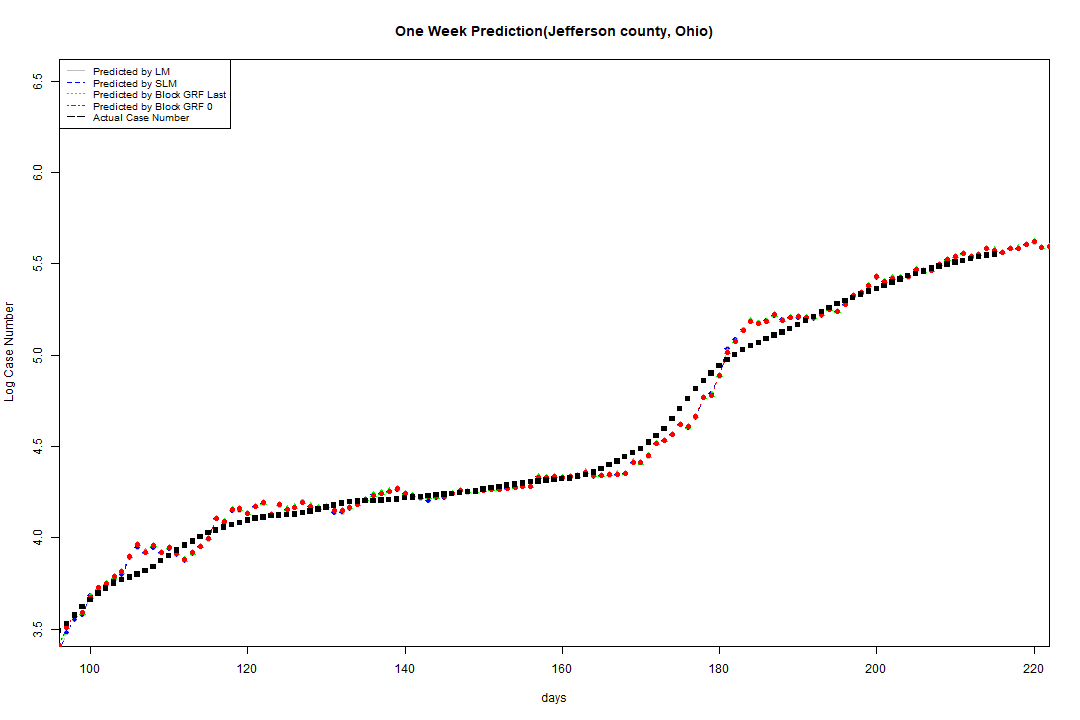 One Week Prediction(Jefferson county, Ohio)
Predicted by LM
Predicted by SLM
Predicted by Block GRF Last
Predicted by Block GRF 0
Actual Case Number
Log Case Number
6.5
6.0
5.5
5.0
4.5
4.0
3.5
100 120 140 160 180 200 220
days